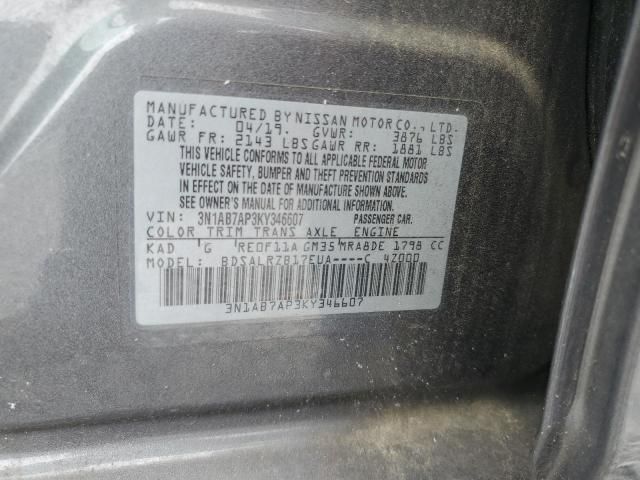 MANUFACTURED BY NISSAN MOTOR CO., LTD.
DATE: 04/19. GVWR: 3876 LBS
GAWR FR: 2143 LBS GAWR RR: 1881 LBS
THIS VEHICLE CONFORMS TO ALL APPLICABLE FEDERAL MOTOR
VEHICLE SAFETY, BUMPER AND THEFT PREVENTION STANDARDS
IN EFFECT ON THE DATE OF MANUFACTURE SHOWN ABOVE.
SEE OWNER'S MANUAL FOR ADDITIONAL INFORMATION
VIN: 3N1AB7AP3KY346607 PASSENGER CAR.
COLOR TRIM TRANS AXLE ENGINE
KAD G RE0F11A GM35 MRA8DE 1798 CC
MODEL: BDSALRZB17EUA----C 4Z000
3N1AB7AP3KY346607